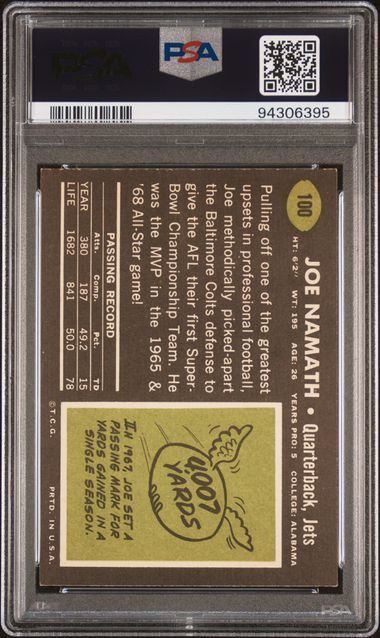 PSA
PSA
94306395
100
JOE NAMATH • Quarterback, Jets
HT: 6'2" WT: 195 AGE: 26 YEARS PRO: 5 COLLEGE: ALABAMA
Pulling off one of the greatest
upsets in professional football,
Joe methodically picked-apart
the Baltimore Colts defense to
give the AFL their first Super-
Bowl Championship Team. He
was the MVP in the 1965 &
'68 All-Star game!
PASSING RECORD
Atts. Comp. Pct. TD
YEAR 380 187 49.2 15
LIFE 1682 841 50.0 78
4,007
YARDS
IN 1967, JOE SET A
PASSING MARK FOR
YARDS GAINED IN A
SINGLE SEASON.
© T.C.G. PRTD. IN U.S.A.